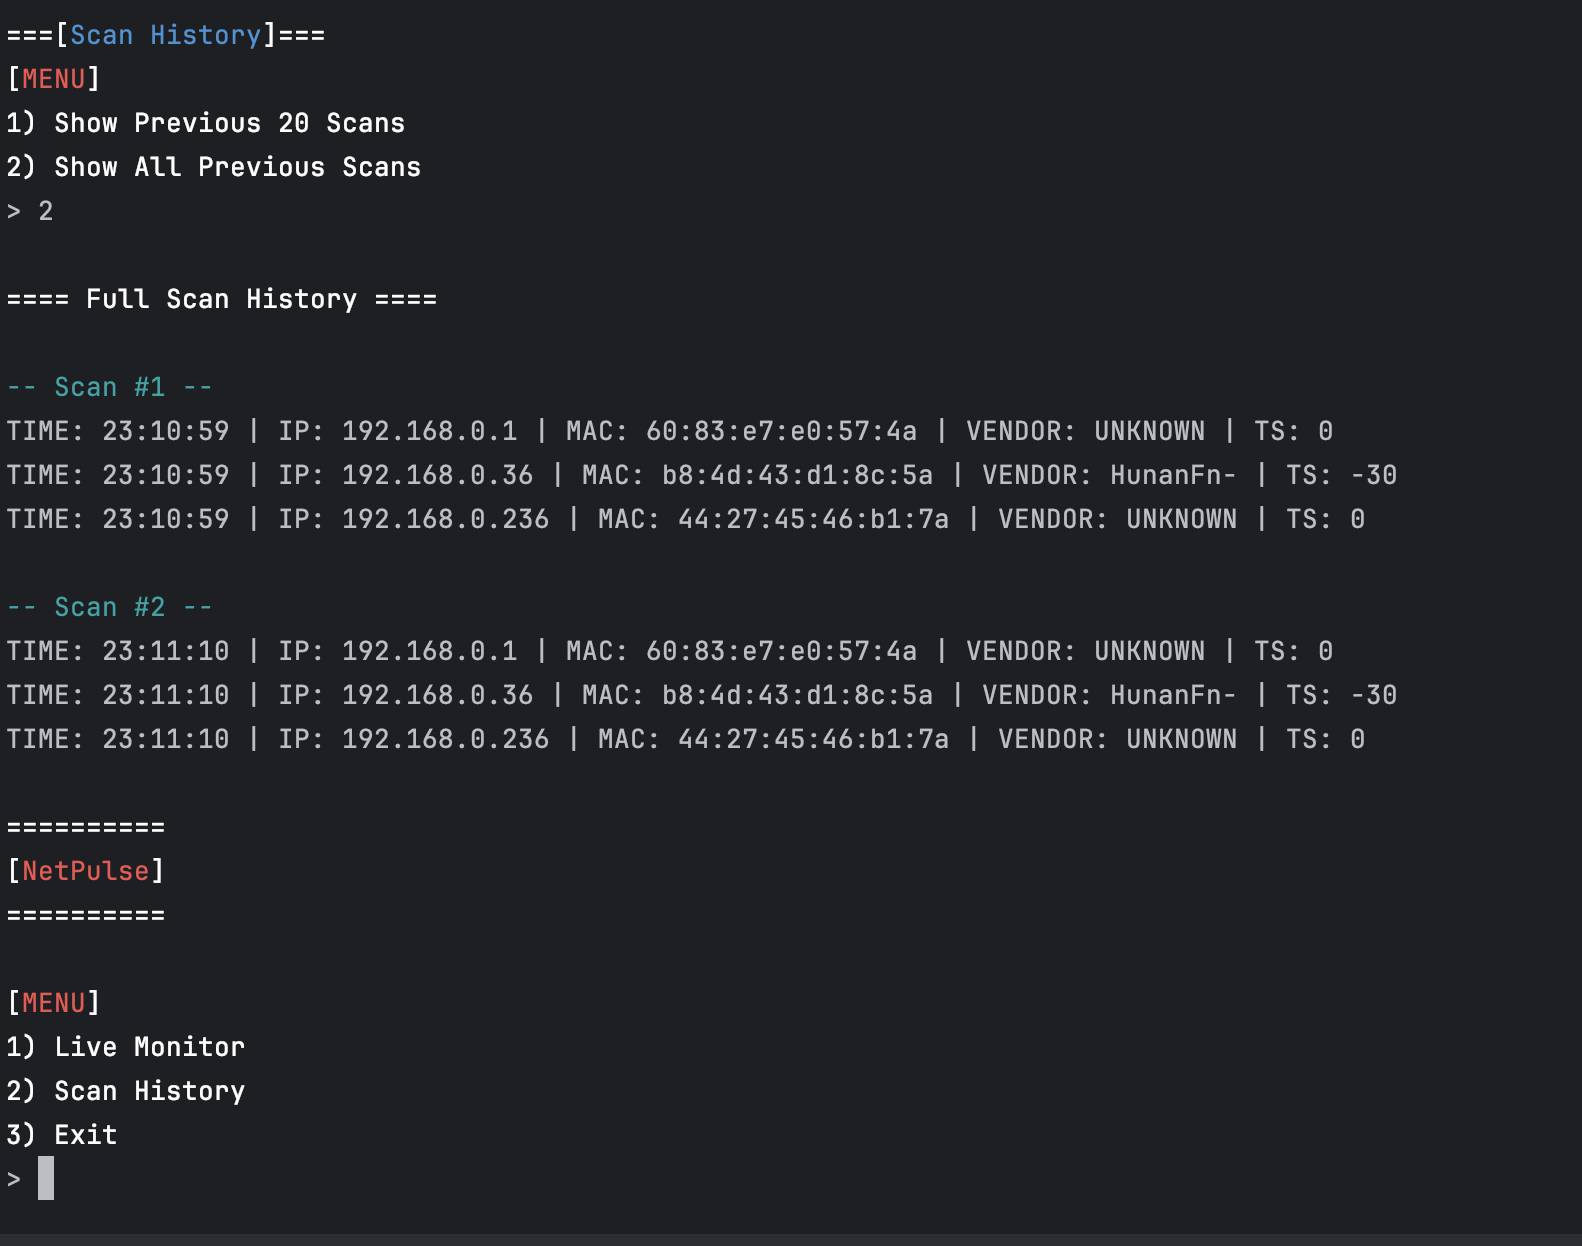 ===[Scan History]===
[MENU]
1) Show Previous 20 Scans
2) Show All Previous Scans
> 2
==== Full Scan History ====
-- Scan #1 --
TIME: 23:10:59 | IP: 192.168.0.1 | MAC: 60:83:e7:e0:57:4a | VENDOR: UNKNOWN | TS: 0
TIME: 23:10:59 | IP: 192.168.0.36 | MAC: b8:4d:43:d1:8c:5a | VENDOR: HunanFn- | TS: -30
TIME: 23:10:59 | IP: 192.168.0.236 | MAC: 44:27:45:46:b1:7a | VENDOR: UNKNOWN | TS: 0
-- Scan #2 --
TIME: 23:11:10 | IP: 192.168.0.1 | MAC: 60:83:e7:e0:57:4a | VENDOR: UNKNOWN | TS: 0
TIME: 23:11:10 | IP: 192.168.0.36 | MAC: b8:4d:43:d1:8c:5a | VENDOR: HunanFn- | TS: -30
TIME: 23:11:10 | IP: 192.168.0.236 | MAC: 44:27:45:46:b1:7a | VENDOR: UNKNOWN | TS: 0
==========
[NetPulse]
==========
[MENU]
1) Live Monitor
2) Scan History
3) Exit
>